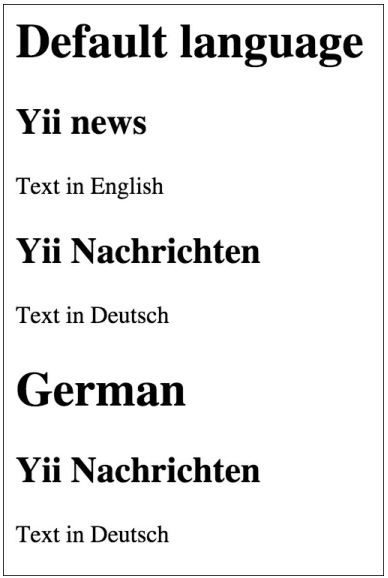 Default language
Yii news
Text in English
Yii Nachrichten
Text in Deutsch
German
Yii Nachrichten
Text in Deutsch